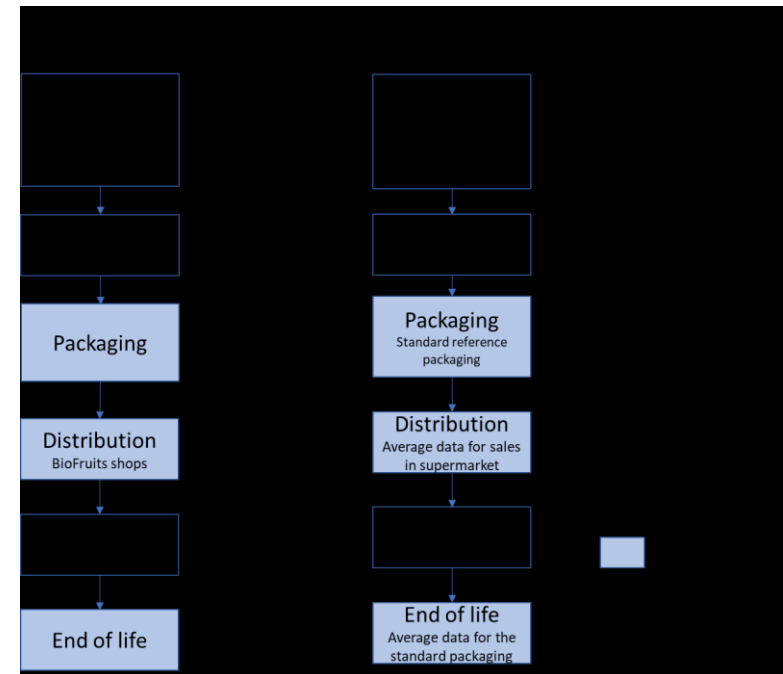 Packaging
Distribution
BioFruits shops
End of life
Packaging
Standard reference
packaging
Distribution
Average data for sales
in supermarket
End of life
Average data for the
standard packaging